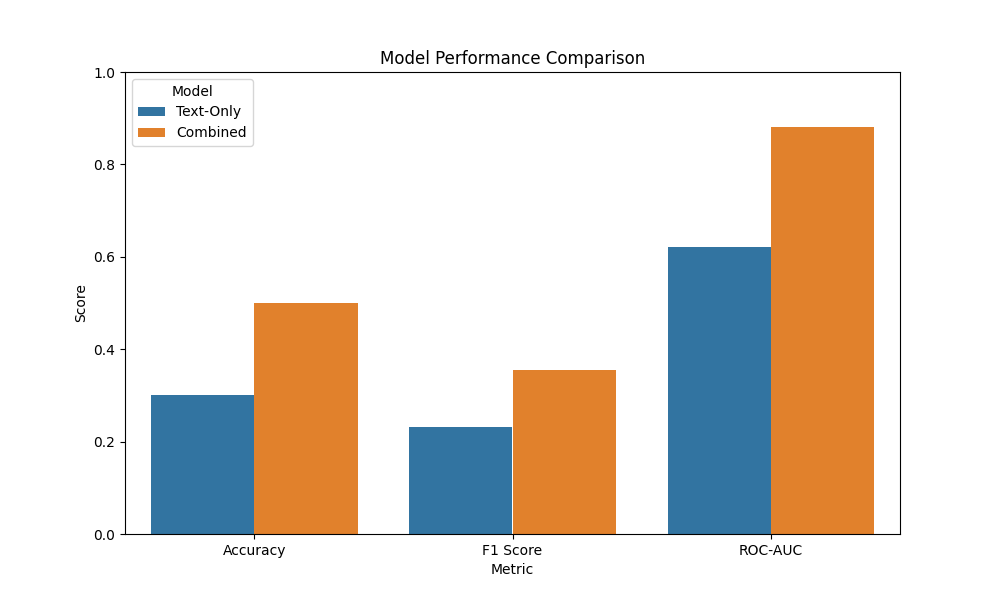 Model Performance Comparison
Model
Text-Only
Combined
1.0
0.8
0.6
0.4
0.2
0.0
Score
Accuracy
F1 Score
ROC-AUC
Metric